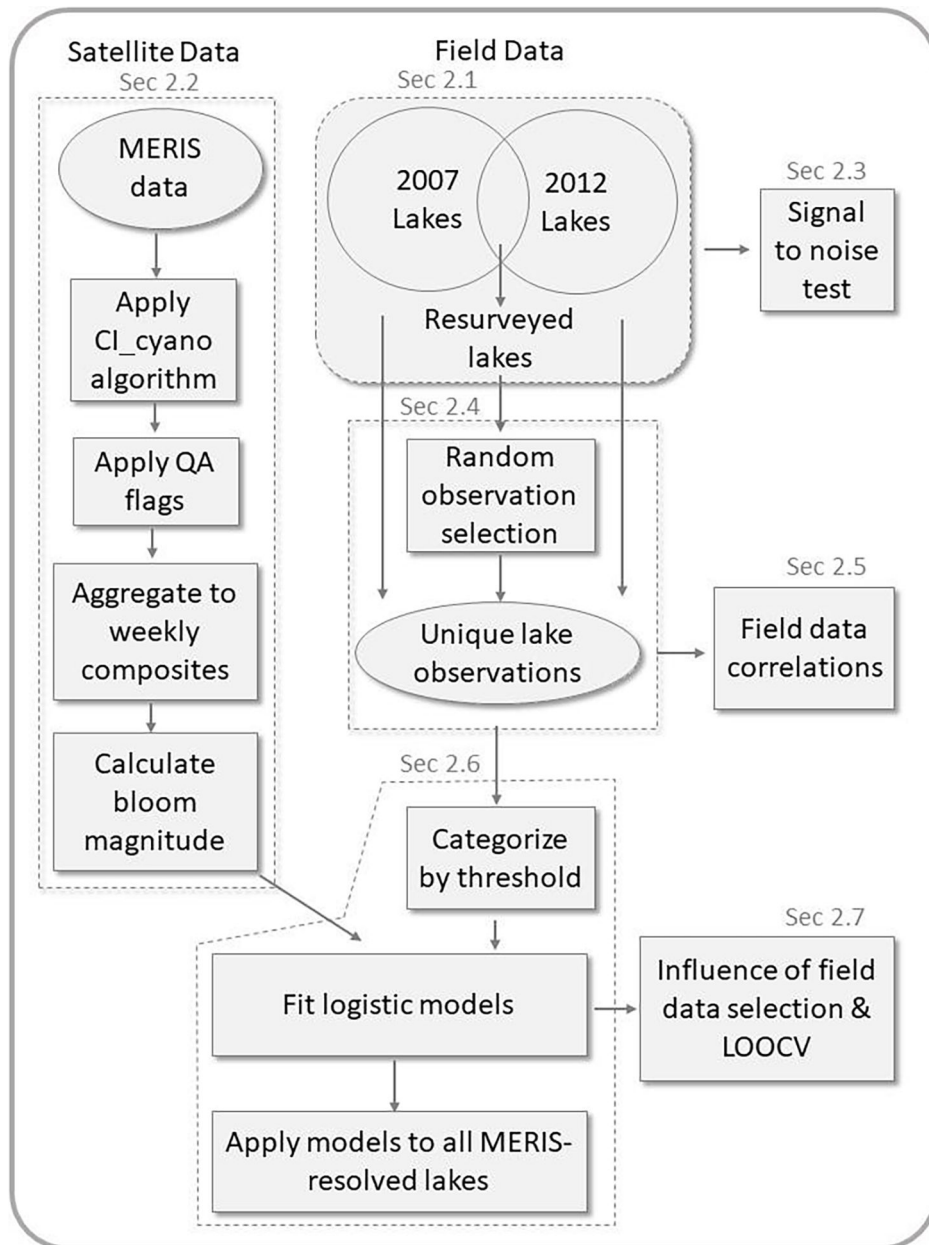 Satellite Data
Sec 2.2
MERIS
data
Apply
CI_cyano
algorithm
Apply QA
flags
Aggregate to
weekly
composites
Calculate
bloom
magnitude
Field Data
Sec 2.1
2007
Lakes
2012
Lakes
Resurveyed
lakes
Sec 2.3
Signal
to noise
test
Sec 2.4
Random
observation
selection
Unique lake
observations
Sec 2.5
Field data
correlations
Sec 2.6
Categorize
by threshold
Fit logistic models
Apply models to all MERIS-
resolved lakes
Sec 2.7
Influence of field
data selection &
LOOCV